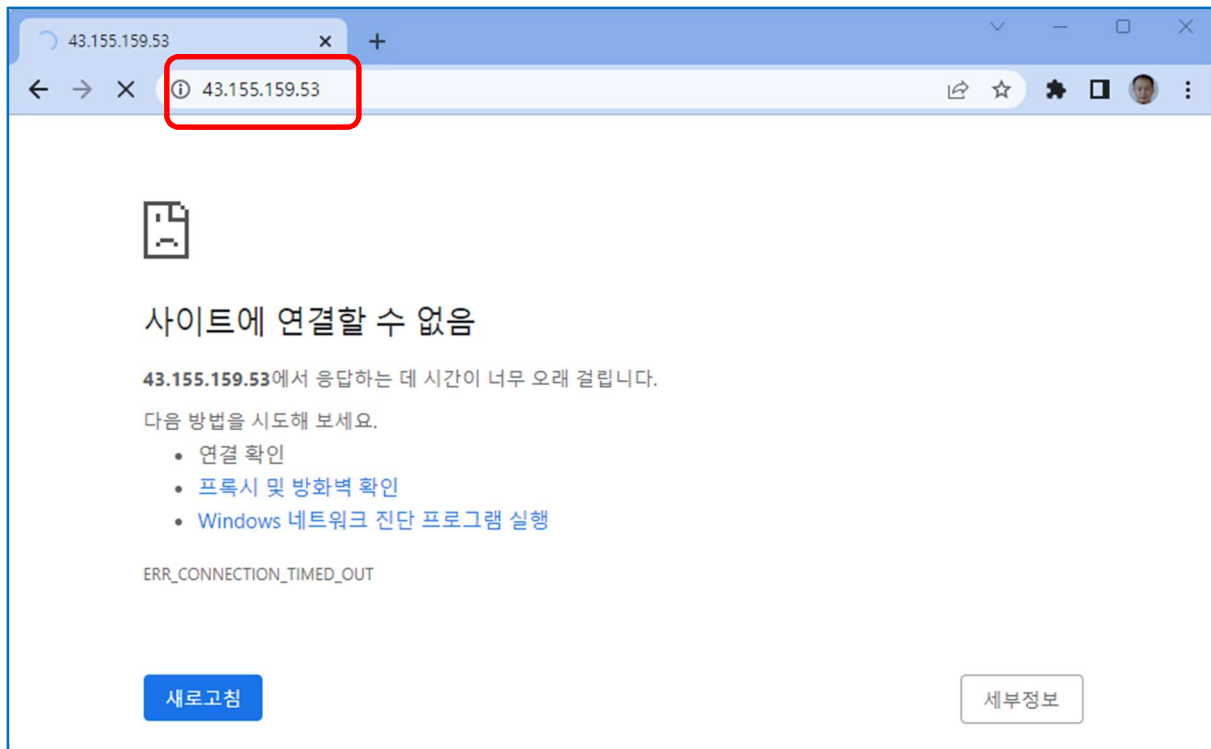 43.155.159.53
43.155.159.53
사이트에 연결할 수 없음
43.155.159.53에서 응답하는 데 시간이 너무 오래 걸립니다.
다음 방법을 시도해 보세요.
연결 확인
프록시 및 방화벽 확인
Windows 네트워크 진단 프로그램 실행
ERR_CONNECTION_TIMED_OUT
새로고침
세부정보